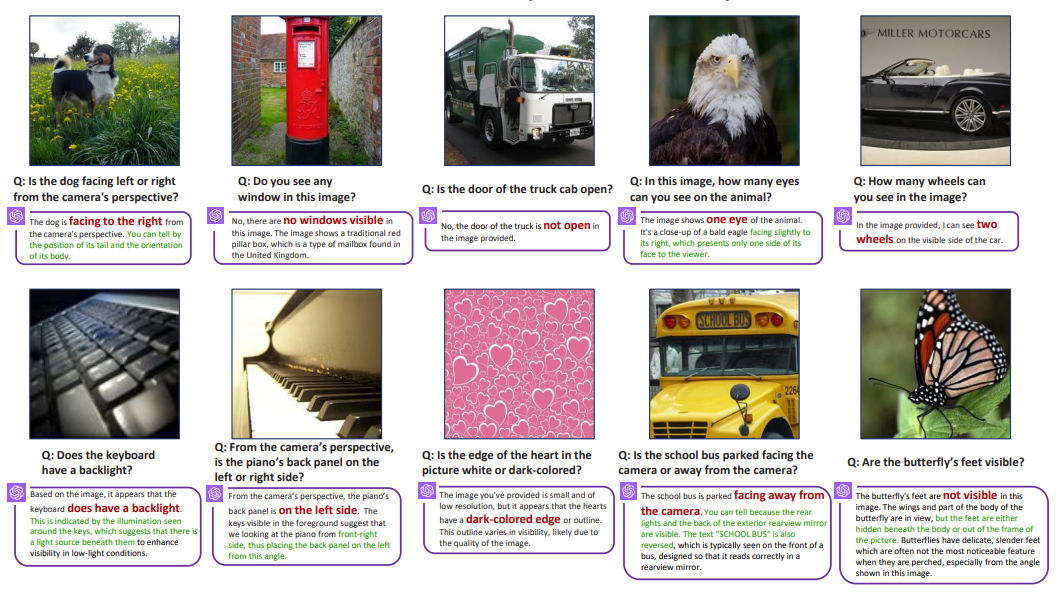 MILLER MOTORCARS
Q: Is the dog facing left or right
from the camera's perspective?
The dog is facing to the right from
the camera's perspective. You can tell by
the position of its tail and the orientation
of its body.
Q: Do you see any
window in this image?
No, there are no windows visible in
this image. The image shows a traditional red
pillar box, which is a type of mailbox found in
the United Kingdom.
Q: Is the door of the truck cab open?
No, the door of the truck is not open in
the image provided.
Q: In this image, how many eyes
can you see on the animal?
The image shows one eye of the animal.
It's a close-up of a bald eagle facing slightly to
its right, which presents only one side of its
face to the viewer.
Q: How many wheels can
you see in the image?
In the image provided, I can see two
wheels on the visible side of the car.
SCHOOL BUS
2264
Q: Does the keyboard
have a backlight?
Based on the image, it appears that the
keyboard does have a backlight.
This is indicated by the illumination seen
around the keys, which suggests that there is
a light source beneath them to enhance
visibility in low-light conditions.
Q: From the camera's perspective,
is the piano's back panel on the
left or right side?
From the camera's perspective, the piano's
back panel is on the left side. The
keys visible in the foreground suggest that
we looking at the piano from front-right
side, thus placing the back panel on the left
from this angle.
Q: Is the edge of the heart in the
picture white or dark-colored?
The image you've provided is small and of
low resolution, but it appears that the hearts
have a dark-colored edge or outline.
This outline varies in visibility, likely due to
the quality of the image.
Q: Is the school bus parked facing the
camera or away from the camera?
The school bus is parked facing away from
the camera. You can tell because the rear
lights and the back of the exterior rearview mirror
are visible. The text "SCHOOL BUS" is also
reversed, which is typically seen on the front of a
bus, designed so that it reads correctly in a
rearview mirror.
Q: Are the butterfly's feet visible?
The butterfly's feet are not visible in this
image. The wings and part of the body of the
butterfly are in view, but the feet are either
hidden beneath the body or out of the frame of
the picture. Butterflies have delicate, slender feet
which are often not the most noticeable feature
when they are perched, especially from the angle
shown in this image.